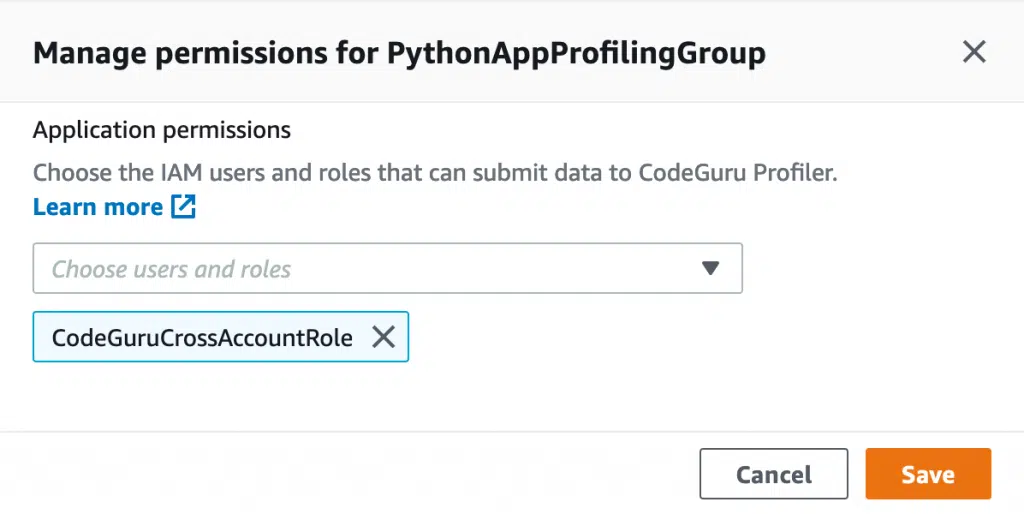 Manage permissions for PythonAppProfilingGroup
Application permissions
Choose the IAM users and roles that can submit data to CodeGuru Profiler.
Learn more
Choose users and roles
CodeGuruCrossAccountRole
Cancel Save